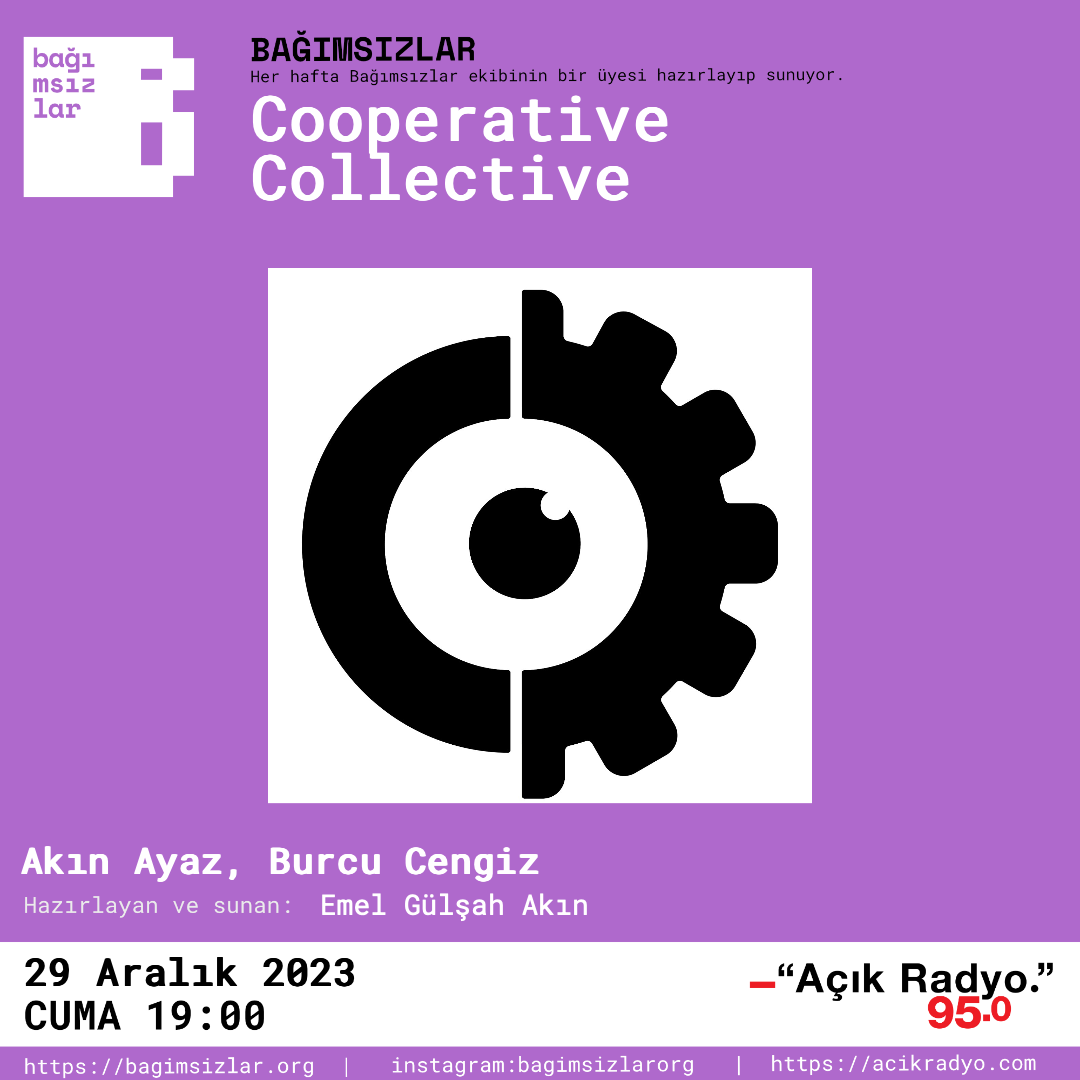 bağı
msız
lar
BAĞIMSIZLAR
Her hafta Bağımsızlar ekibinin bir üyesi hazırlayıp sunuyor.
Cooperative
Collective
Akın Ayaz, Burcu Cengiz
Hazırlayan ve sunan: Emel Gülşah Akın
29 Aralık 2023
CUMA 19:00
“Açık Radyo.”
95.0
https://bagimsizlar.org | instagram:bagimsizlarorg | https://acikradyo.com